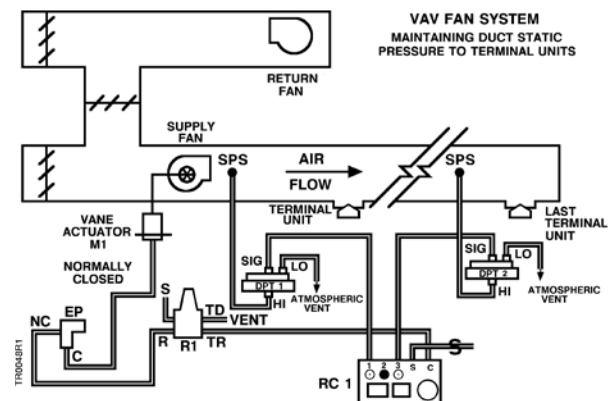 VAV FAN SYSTEM
MAINTAINING DUCT STATIC
PRESSURE TO TERMINAL UNITS
RETURN
FAN
SUPPLY
FAN
SPS
AIR
FLOW
SPS
VANE
ACTUATOR
M1
TERMINAL
UNIT
LAST
TERMINAL
UNIT
NORMALLY
CLOSED
SIG
LO
DPT 1
HI
ATMOSPHERIC
VENT
SIG
LO
DPT 2
HI
ATMOSPHERIC
VENT
NC
EP
C
S
TD
VENT
R
R1
TR
S
1 2 3 S C
RC 1
TR0048R1